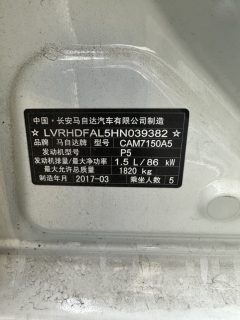 中国·长安马自达汽车有限公司制造
★LVRHDFAL5HN039382★
品牌 马自达牌 型号 CAM7150A5
发动机型号 P5
发动机排量/最大净功率 1.5 L/86 kW
最大允许总质量 1820 kg
制造年月 2017-03 乘坐人数 5